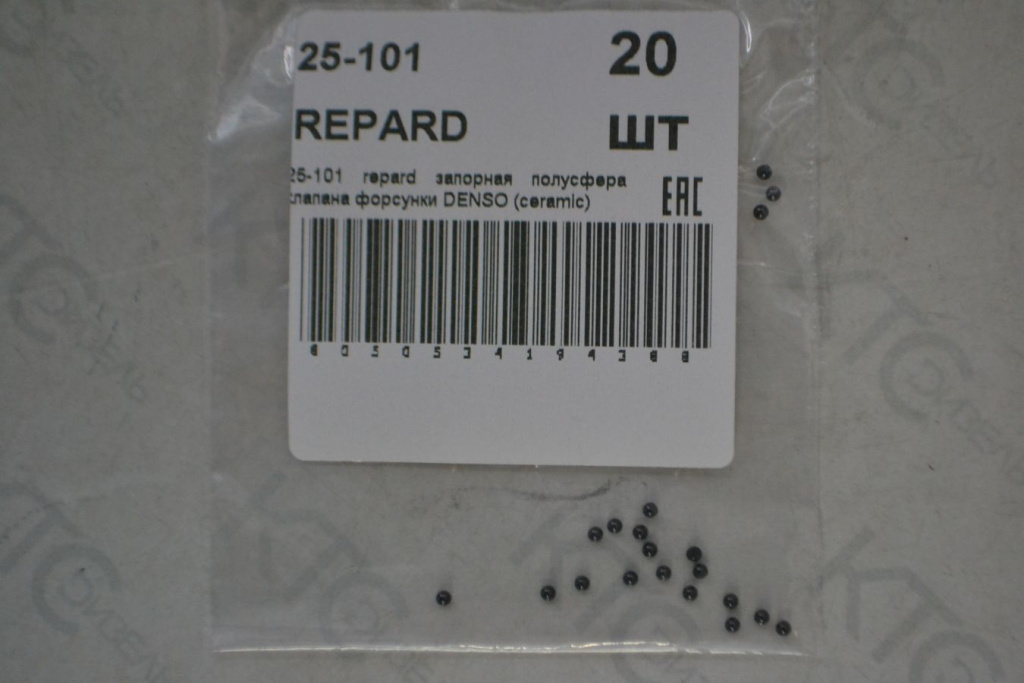 25-101
20
REPARD
ШТ
25-101 repard запорная полусфера
клапана форсунки DENSO (ceramic)
EAC